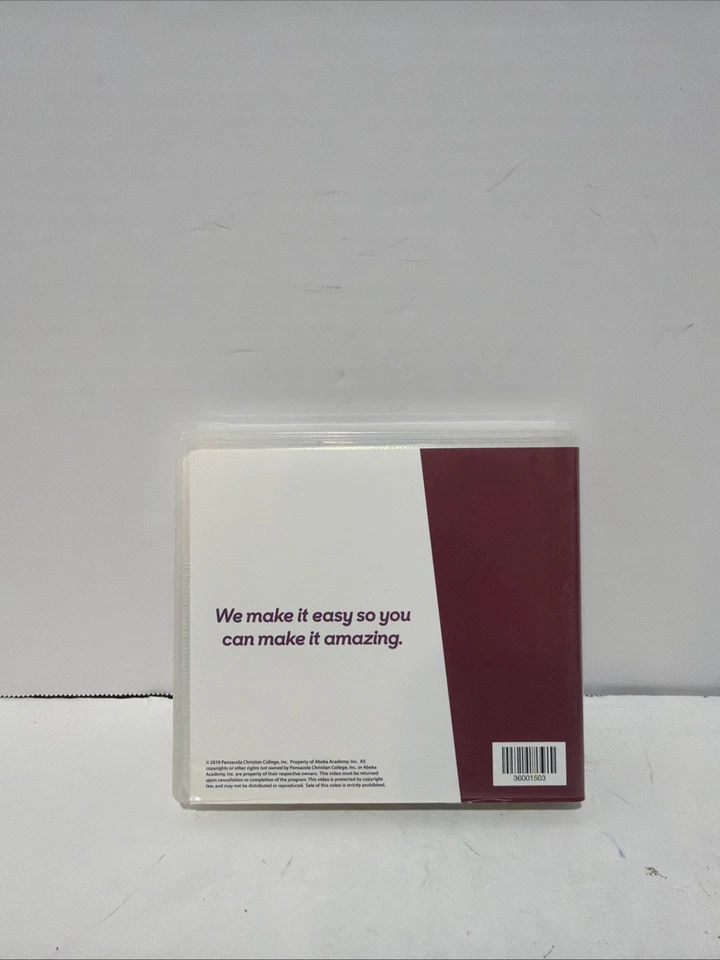 We make it easy so you
can make it amazing.
© 2019 Pensacola Christian College, Inc.  Property of Abeka Academy, Inc.  All
copyrights or other rights not owned by Pensacola Christian College, Inc. or Abeka
Academy, Inc. are property of their respective owners.  This video must be returned
upon cancellation or completion of the program.  This video is protected by copyright
law, and may not be distributed or reproduced.  Sale of this video is strictly prohibited.
36001503